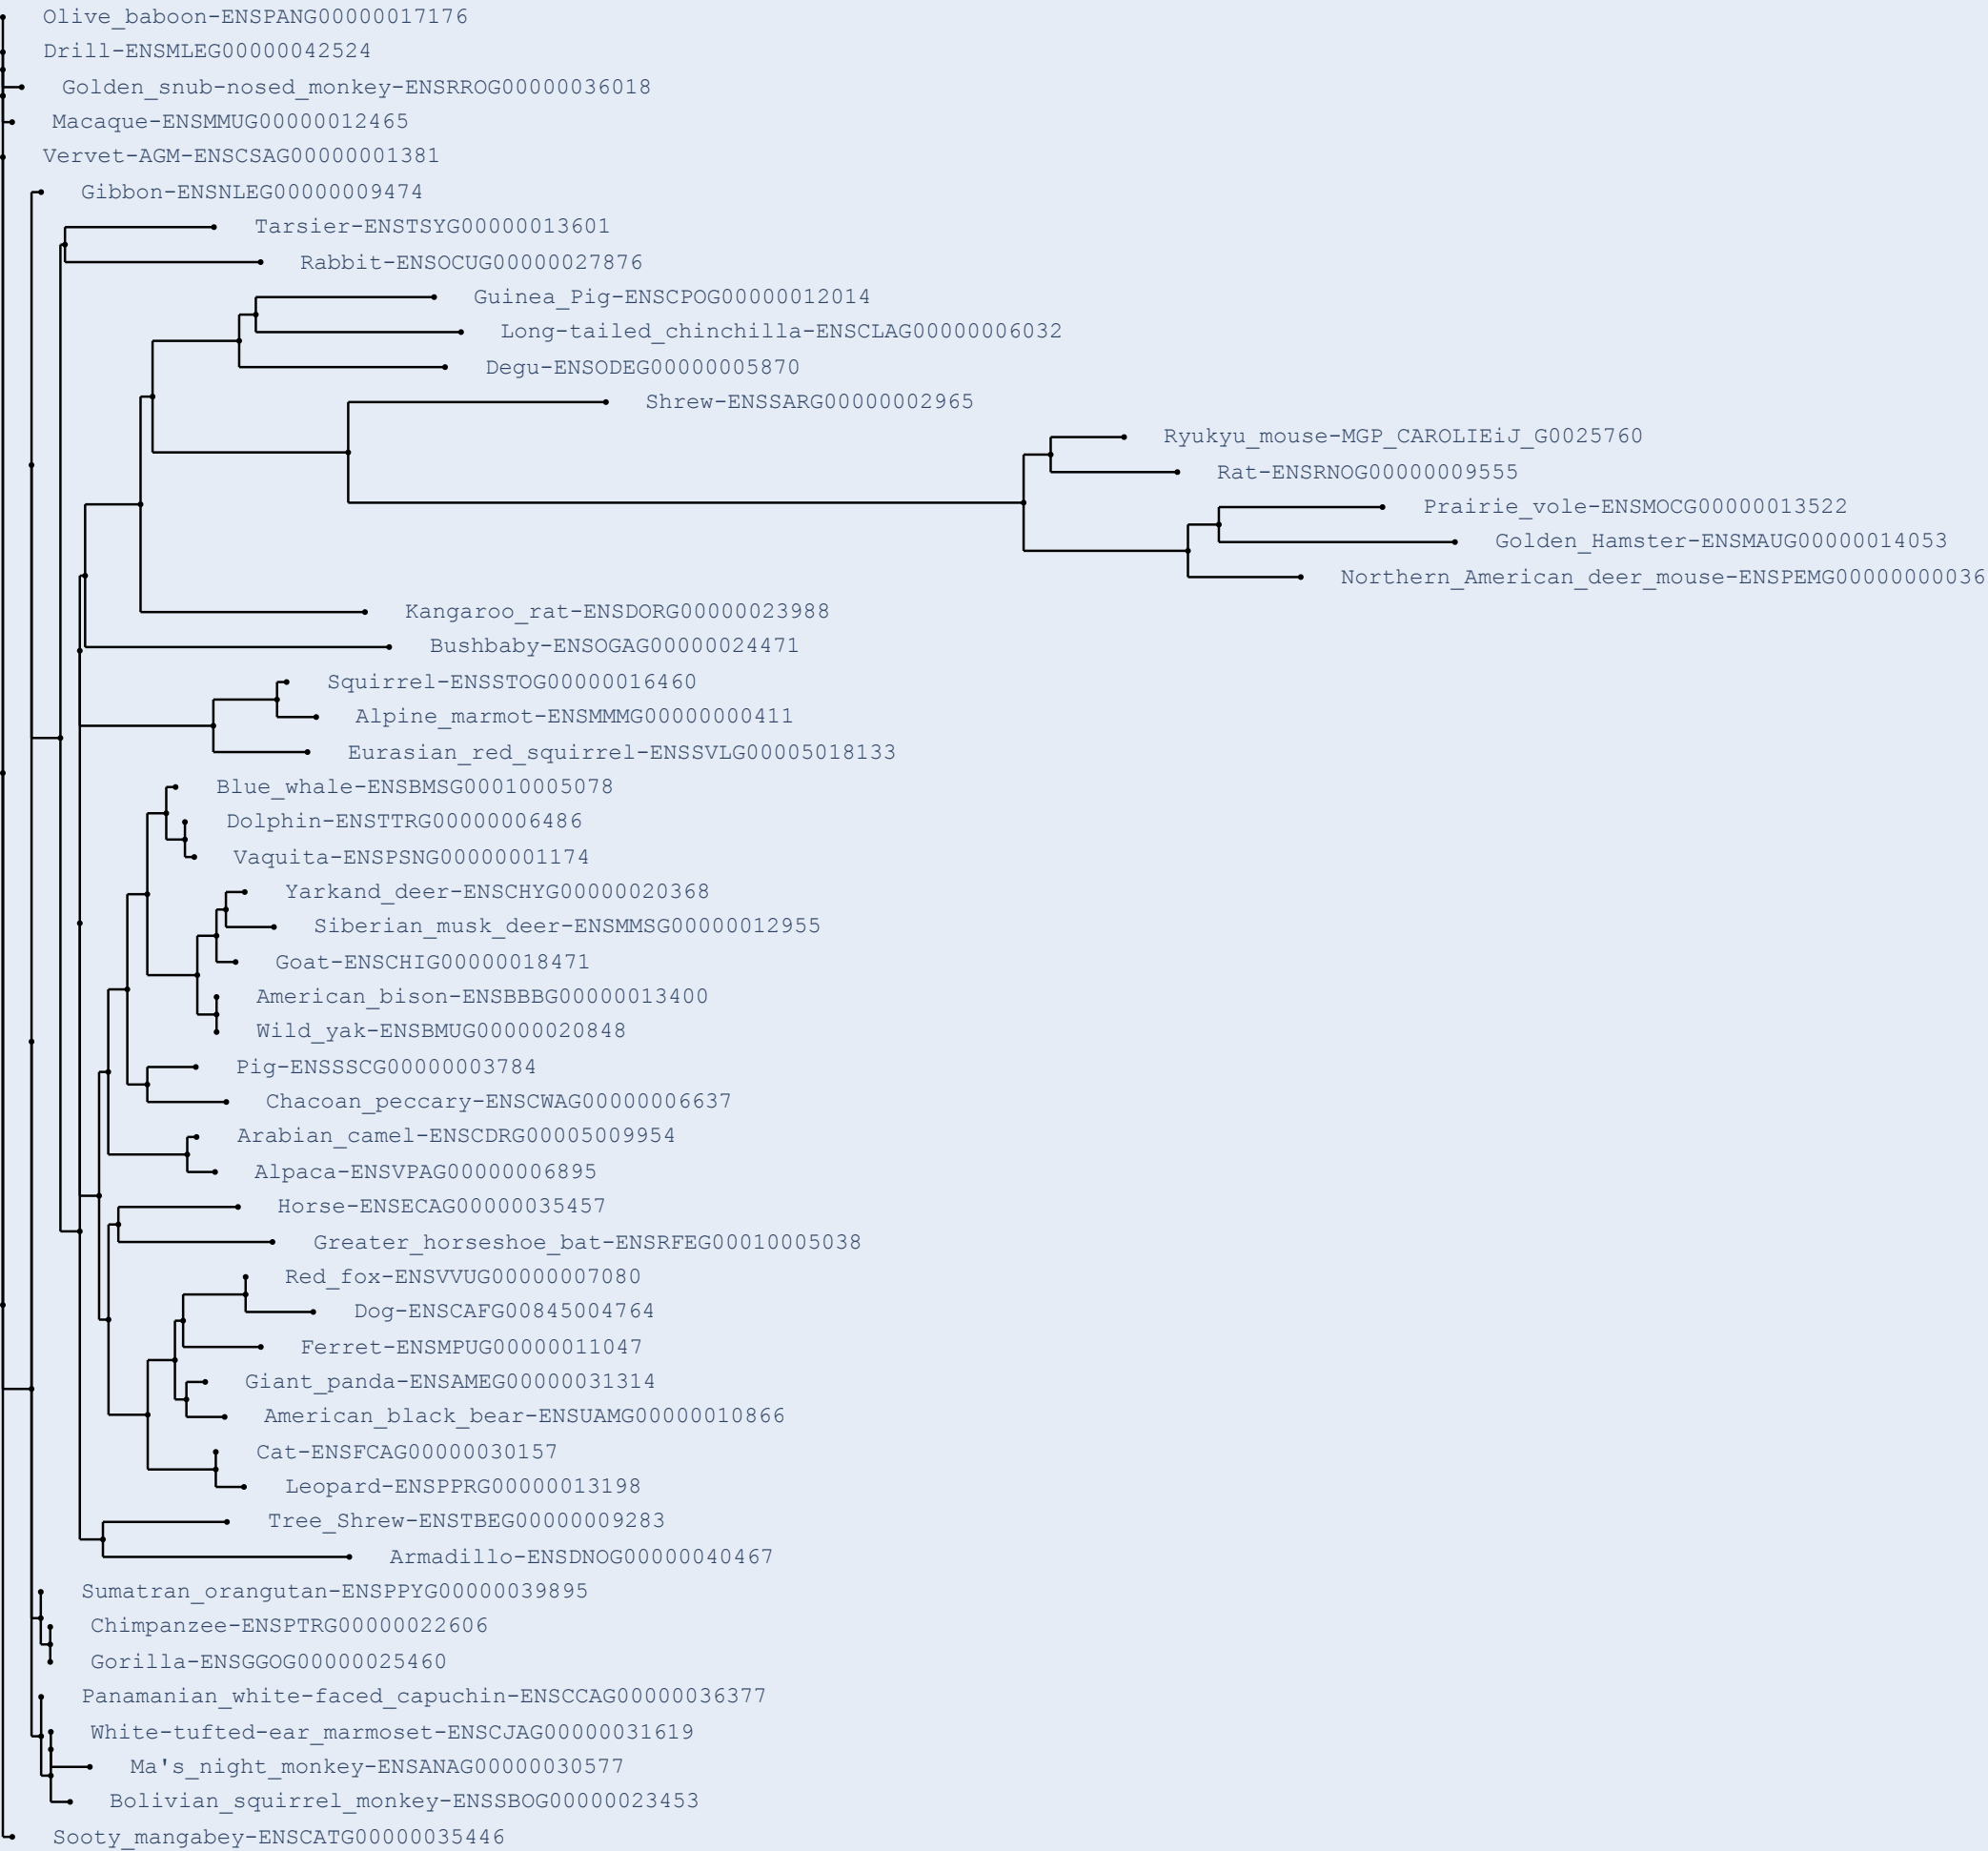 Olive_baboon-ENSPANG00000017176
Drill-ENSMLEG00000042524
Golden_snub-nosed_monkey-ENSRROG00000036018
Macaque-ENSMMUG00000012465
Vervet-AGM-ENSCSAG00000001381
Gibbon-ENSNLEG00000009474
Tarsier-ENSTSYG00000013601
Rabbit-ENSOCUG00000027876
Guinea_Pig-ENSCPOG00000012014
Long-tailed_chinchilla-ENSCLAG00000006032
Degu-ENSODEG00000005870
Shrew-ENSSARG00000002965
Ryukyu_mouse-MGP_CAROLIEiJ_G0025760
Rat-ENSRNOG00000009555
Prairie_vole-ENSMOCG00000013522
Golden_Hamster-ENSMAUG00000014053
Northern_American_deer_mouse-ENSPEMG00000000036
Kangaroo_rat-ENSDORG00000023988
Bushbaby-ENSOGAG00000024471
Squirrel-ENSSTOG00000016460
Alpine_marmot-ENSMMMG00000000411
Eurasian_red_squirrel-ENSSVLG00005018133
Blue_whale-ENSBMSG00010005078
Dolphin-ENSTTRG00000006486
Vaquita-ENSPSNG00000001174
Yarkand_deer-ENSCHYG00000020368
Siberian_musk_deer-ENSMMSG00000012955
Goat-ENSCHIG00000018471
American_bison-ENSBBBG00000013400
Wild_yak-ENSBMUG00000020848
Pig-ENSSSCG00000003784
Chacoan_peccary-ENSCWAG00000006637
Arabian_camel-ENSCDRG00005009954
Alpaca-ENSVPAG00000006895
Horse-ENSECAG00000035457
Greater_horseshoe_bat-ENSRFEG00010005038
Red_fox-ENSVVUG00000007080
Dog-ENSCAFG00845004764
Ferret-ENSMPUG00000011047
Giant_panda-ENSAMEG00000031314
American_black_bear-ENSUAMG00000010866
Cat-ENSFCAG00000030157
Leopard-ENSPPRG00000013198
Tree_Shrew-ENSTBEG00000009283
Armadillo-ENSDNOG00000040467
Sumatran_orangutan-ENSPPYG00000039895
Chimpanzee-ENSPTRG00000022606
Gorilla-ENSGGOG00000025460
Panamanian_white-faced_capuchin-ENSCCAG00000036377
White-tufted-ear_marmoset-ENSCJAG00000031619
Ma's_night_monkey-ENSANAG00000030577
Bolivian_squirrel_monkey-ENSSBOG00000023453
Sooty_mangabey-ENSCATG00000035446